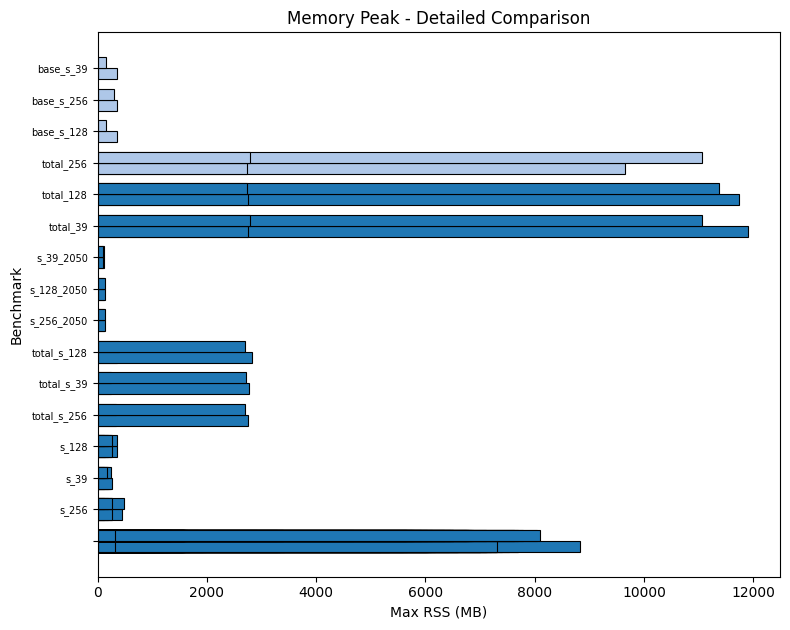 Memory Peak - Detailed Comparison
base_s_39
base_s_256
base_s_128
total_256
total_128
total_39
s_39_2050
s_128_2050
s_256_2050
total_s_128
total_s_39
total_s_256
s_128
s_39
s_256
Benchmark
0 2000 4000 6000 8000 10000 12000
Max RSS (MB)